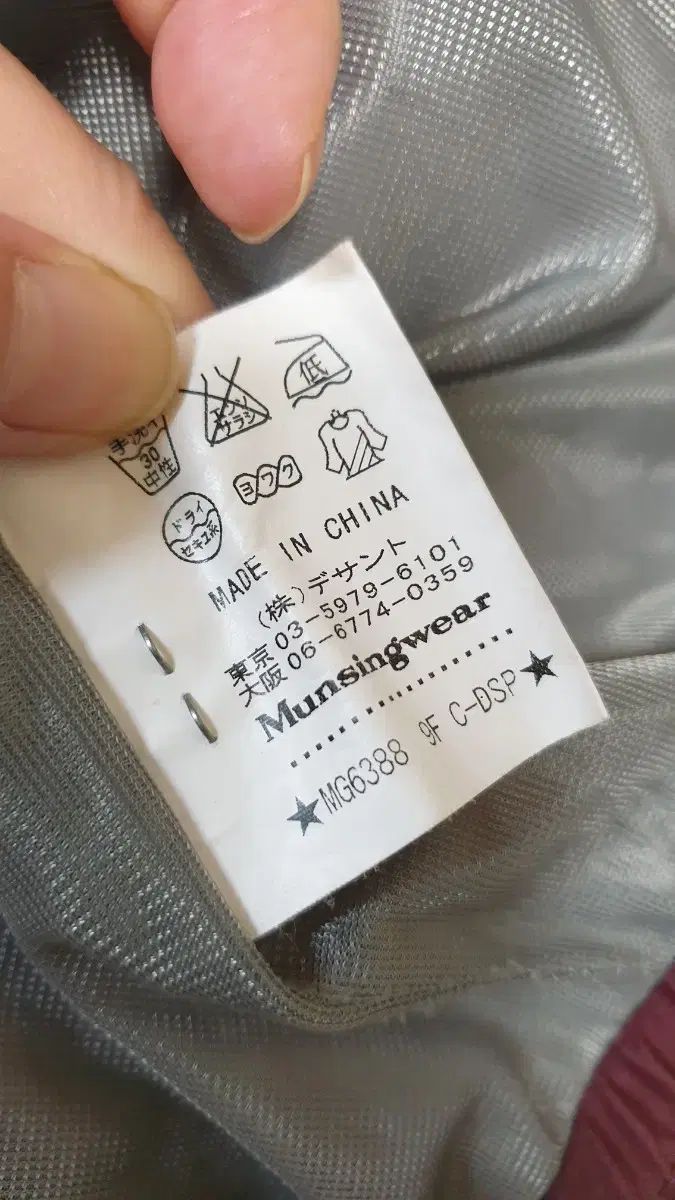 手洗イ
30
中性
エンソ
サラシ
低
ドライ
セキユ系
ヨワク
MADE IN CHINA
(株)デサント
東京 03-5979-6101
大阪 06-6774-0359
Munsingwear
★MG6388 9F C-DSP★